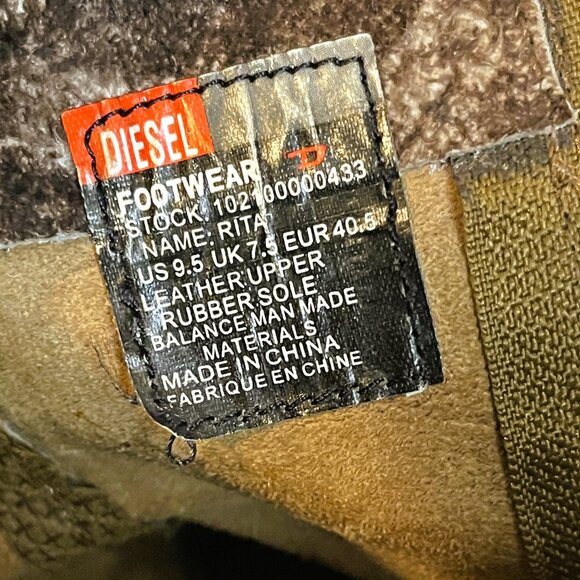 DIESEL
FOOTWEAR
STOCK: 102100000433
NAME: RITA
US 9.5 UK 7.5 EUR 40.5
LEATHER UPPER
RUBBER SOLE
BALANCE MAN MADE
MATERIALS
MADE IN CHINA
FABRIQUE EN CHINE